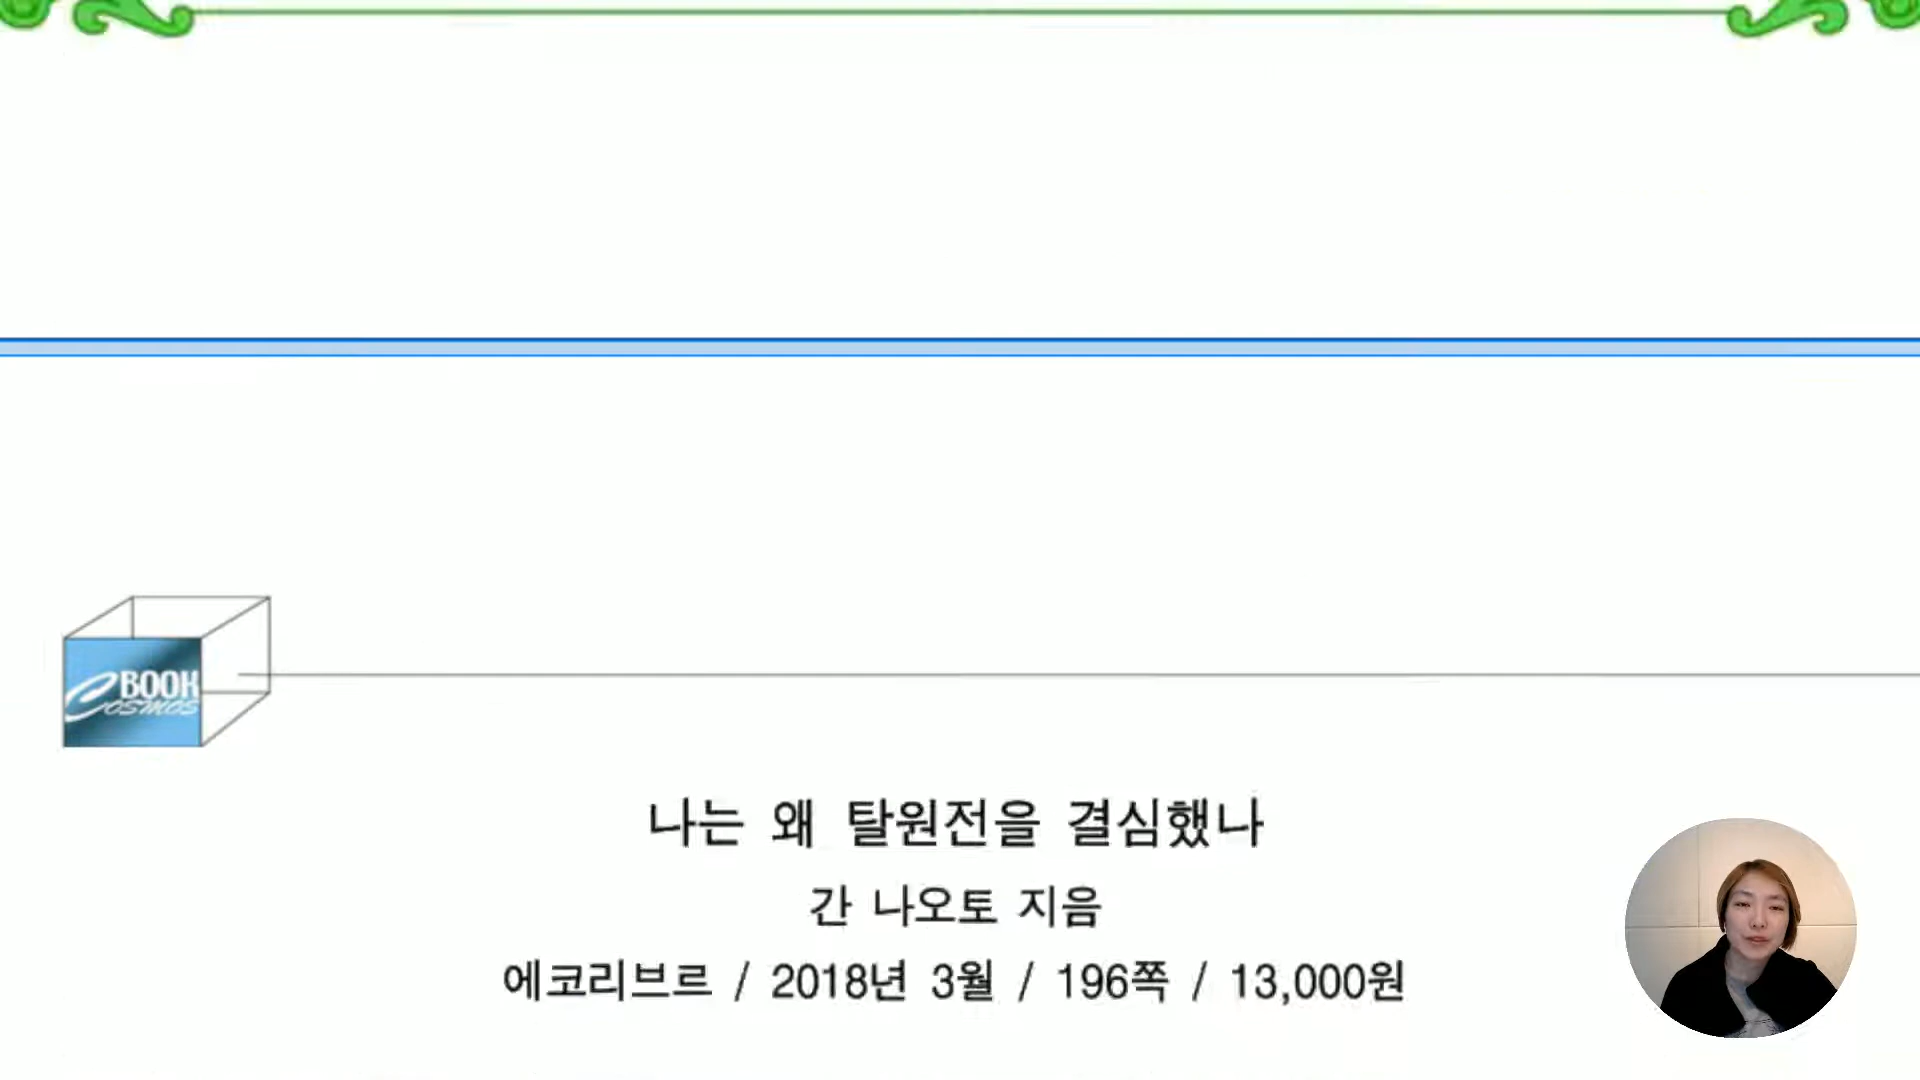 BOOK
COSMOS
나는 왜 탈원전을 결심했나
간 나오토 지음
에코리브르 / 2018년 3월 / 196쪽 / 13,000원